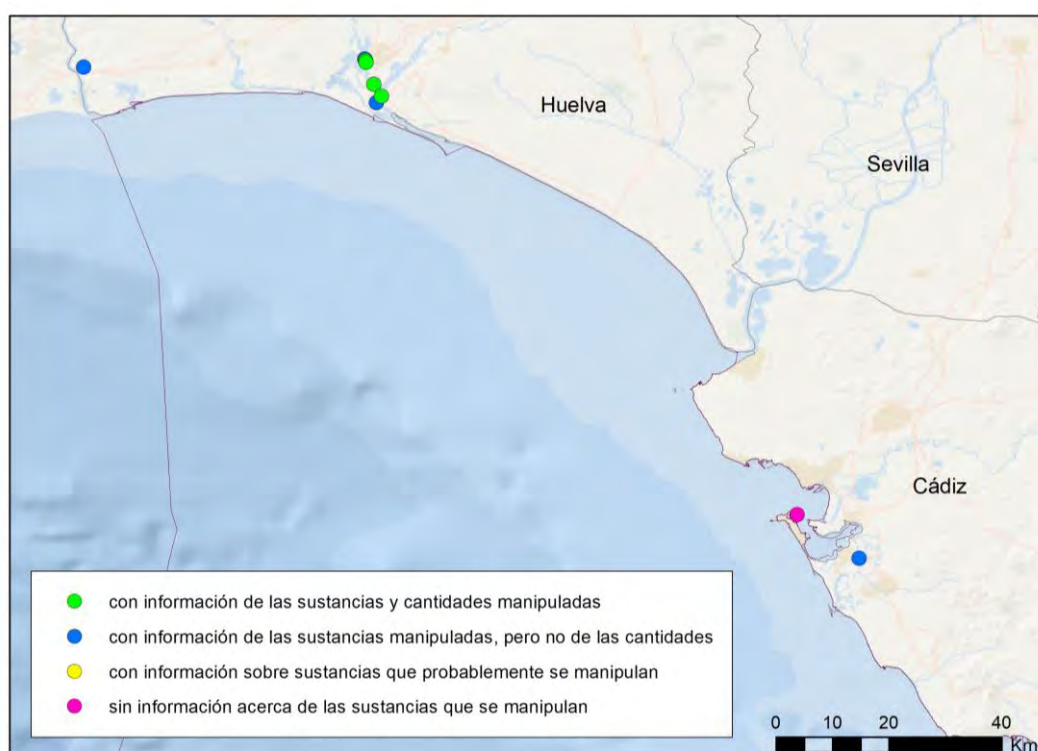 Huelva
Sevilla
Cádiz
con información de las sustancias y cantidades manipuladas
con información de las sustancias manipuladas, pero no de las cantidades
con información sobre sustancias que probablemente se manipulan
sin información acerca de las sustancias que se manipulan
0 10 20 40
Km